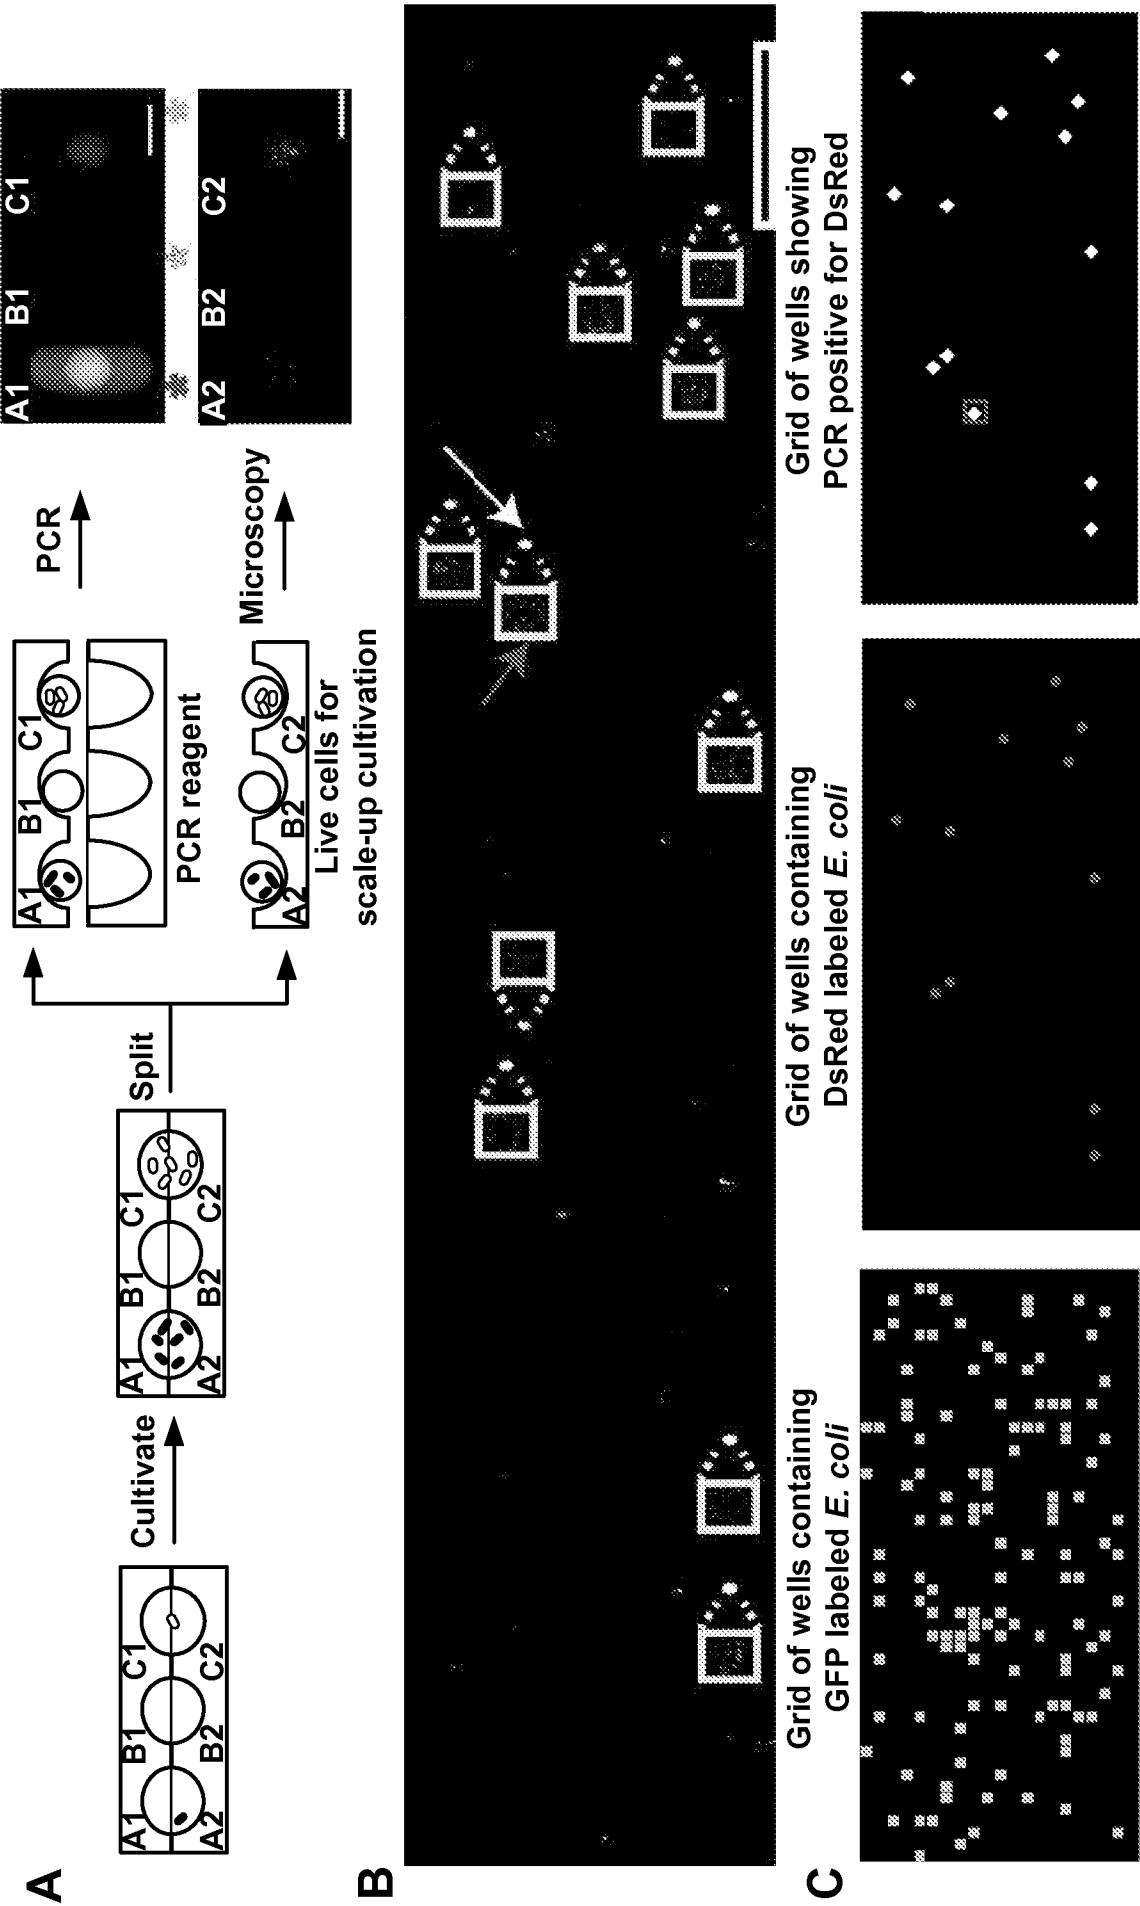 A
A1 B1 C1
A2 B2 C2
Cultivate
A1 B1 C1
A2 B2 C2
Split
A1 B1 C1
PCR reagent
A2 B2 C2
Live cells for
scale-up cultivation
PCR
Microscopy
A1 B1 C1
A2 B2 C2
B
C
Grid of wells containing
GFP labeled E. coli
Grid of wells containing
DsRed labeled E. coli
Grid of wells showing
PCR positive for DsRed